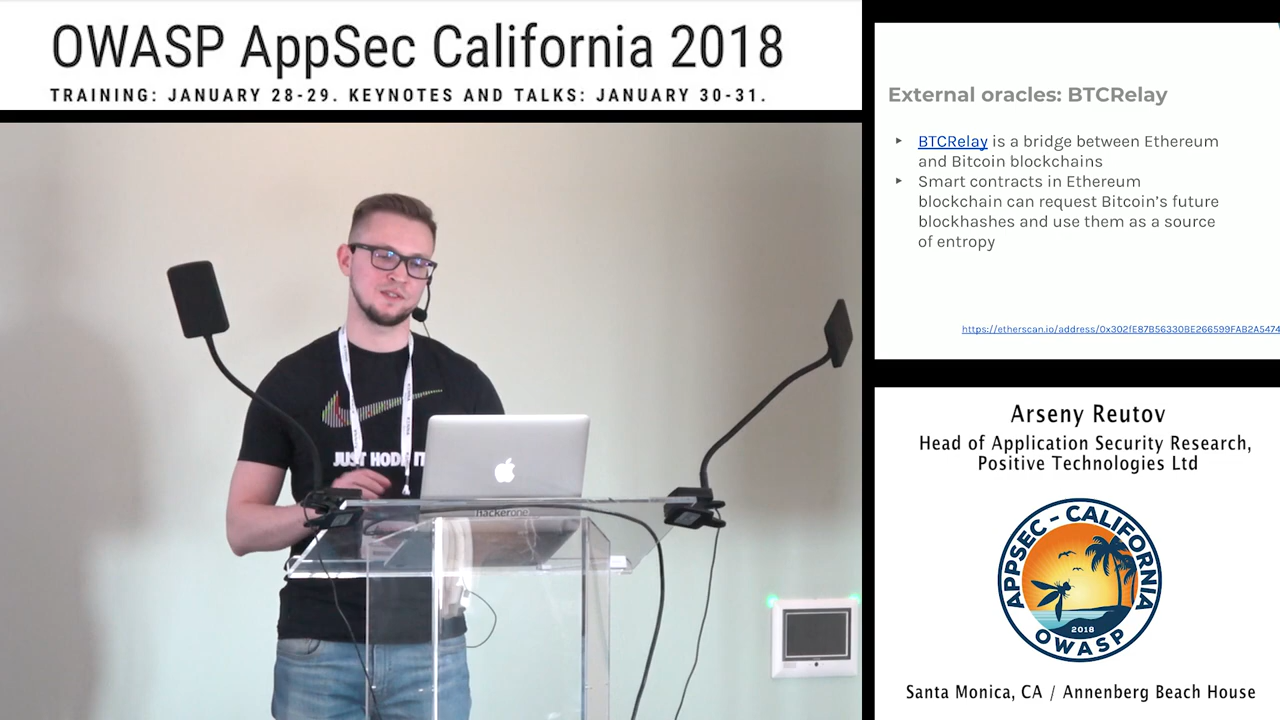 OWASP AppSec California 2018
TRAINING: JANUARY 28-29. KEYNOTES AND TALKS: JANUARY 30-31.
External oracles: BTCRelay
BTCRelay is a bridge between Ethereum
and Bitcoin blockchains
Smart contracts in Ethereum
blockchain can request Bitcoin's future
blockhashes and use them as a source
of entropy
https://etherscan.io/address/0x302fE87B56330BE266599FAB2A5474
JUST HODL IT
hackerone
Arseny Reutov
Head of Application Security Research,
Positive Technologies Ltd
APPSEC - CALIFORNIA
2018
OWASP
Santa Monica, CA / Annenberg Beach House